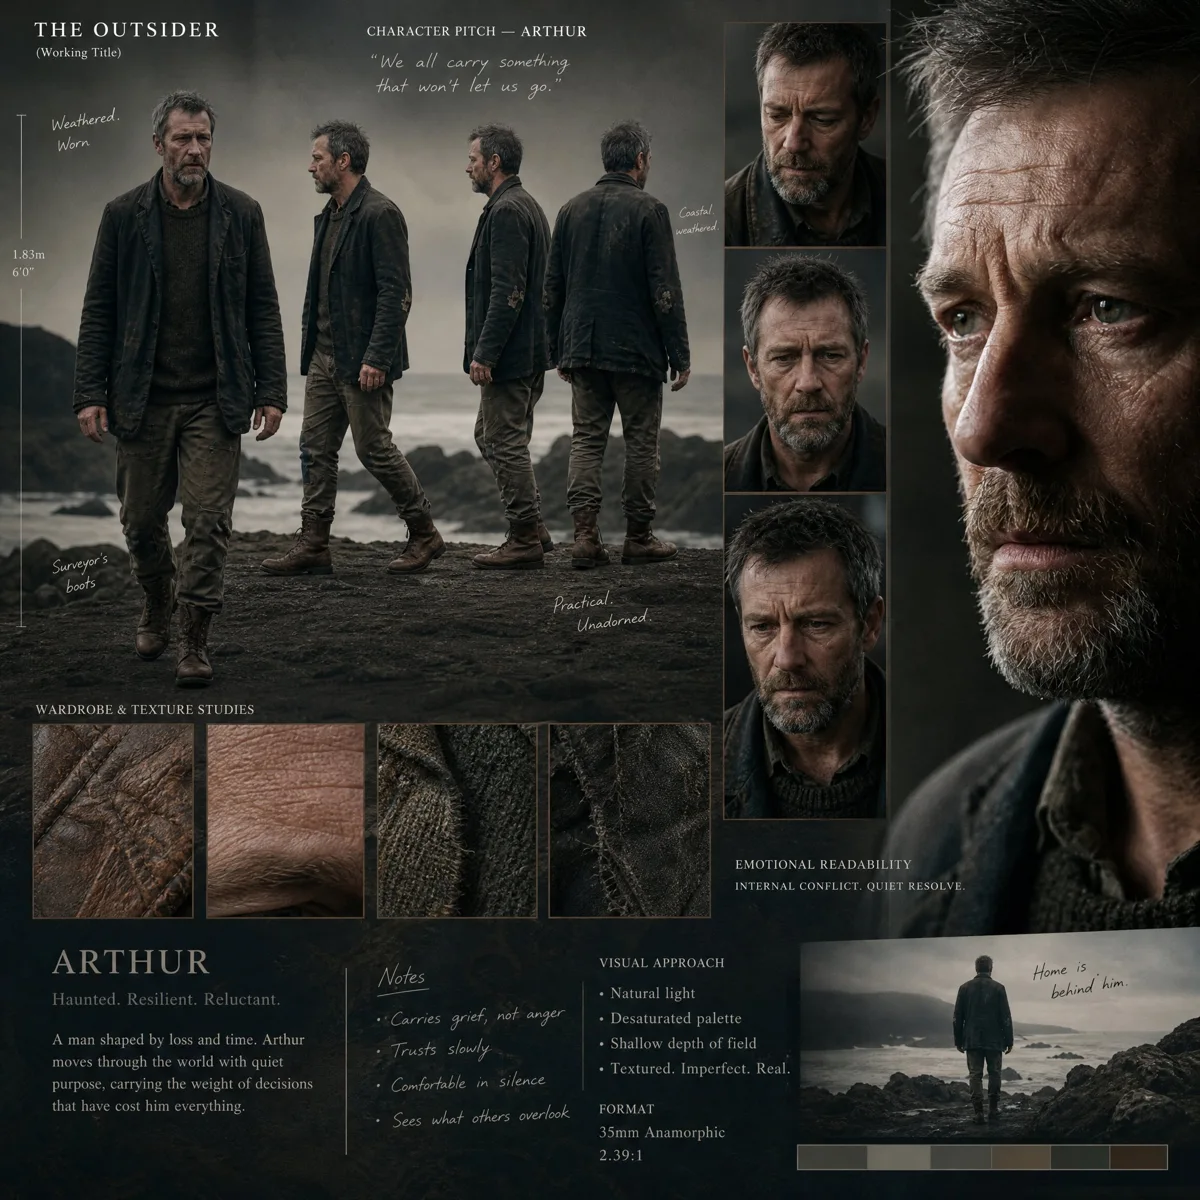 THE OUTSIDER
(Working Title)
CHARACTER PITCH — ARTHUR
“We all carry something
that won't let us go.”
Weathered.
Worn
1.83m
6'0"
Coastal.
weathered.
Surveyor's
boots
Practical.
Unadorned.
WARDROBE & TEXTURE STUDIES
EMOTIONAL READABILITY
INTERNAL CONFLICT. QUIET RESOLVE.
ARTHUR
Haunted. Resilient. Reluctant.
A man shaped by loss and time. Arthur
moves through the world with quiet
purpose, carrying the weight of decisions
that have cost him everything.
Notes
• Carries grief, not anger
• Trusts slowly
• Comfortable in silence
• Sees what others overlook
VISUAL APPROACH
• Natural light
• Desaturated palette
• Shallow depth of field
• Textured. Imperfect. Real.
FORMAT
35mm Anamorphic
2.39:1
Home is
behind him.